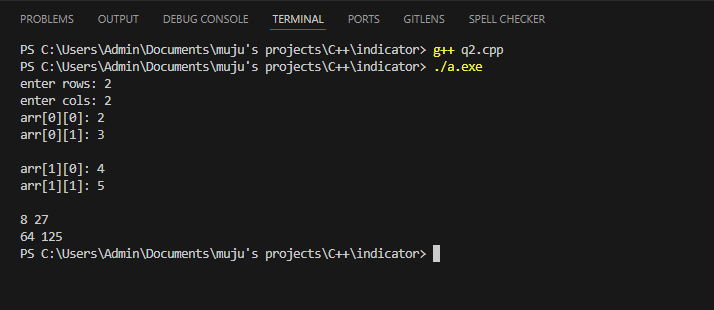 PROBLEMS OUTPUT DEBUG CONSOLE TERMINAL PORTS GITLENS SPELL CHECKER
PS C:\Users\Admin\Documents\muju's projects\C++\indicator> g++ q2.cpp
PS C:\Users\Admin\Documents\muju's projects\C++\indicator> ./a.exe
enter rows: 2
enter cols: 2
arr[0][0]: 2
arr[0][1]: 3
arr[1][0]: 4
arr[1][1]: 5
8 27
64 125
PS C:\Users\Admin\Documents\muju's projects\C++\indicator>